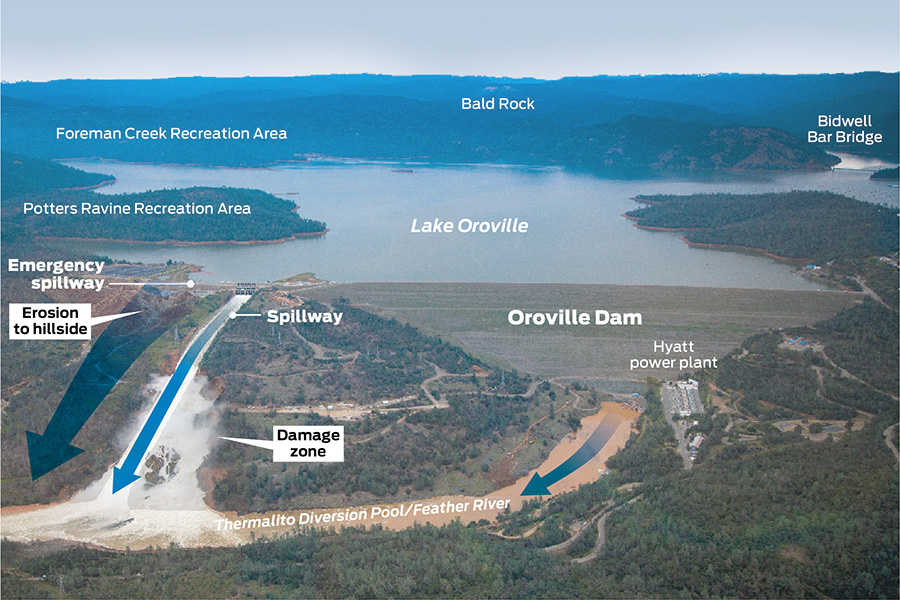 Bald Rock
Foreman Creek Recreation Area
Bidwell
Bar Bridge
Potters Ravine Recreation Area
Lake Oroville
Emergency
spillway
Erosion
to hillside
Spillway
Oroville Dam
Hyatt
power plant
Damage
zone
Thermalito Diversion Pool/Feather River